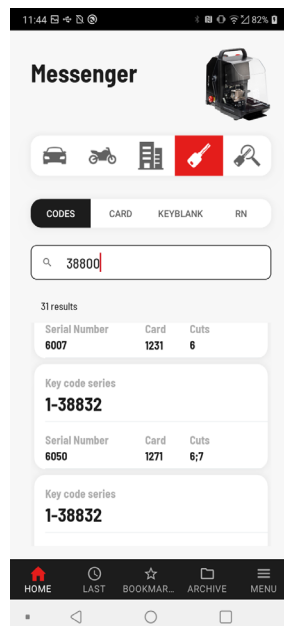 11:44 82%
Messenger
CODES CARD KEYBLANK RN
38800
31 results
Serial Number Card Cuts
6007 1231 6
Key code series
1-38832
Serial Number Card Cuts
6050 1271 6;7
Key code series
1-38832
HOME LAST BOOKMAR... ARCHIVE MENU